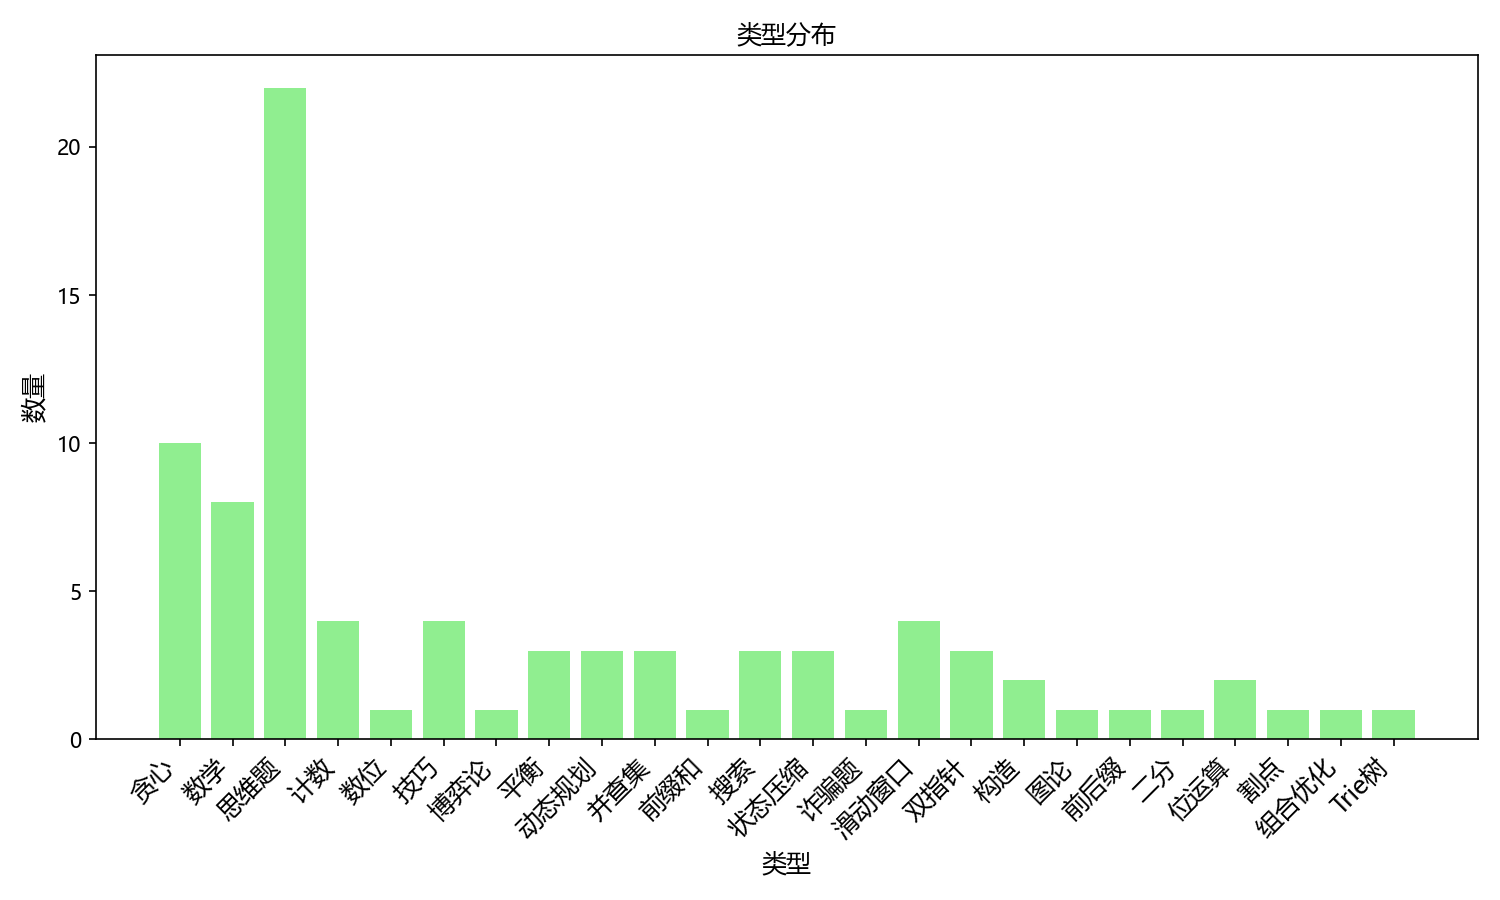 类型分布
数量
20
15
10
5
0
贪心
数学
思维题
计数
数位
技巧
博弈论
平衡
动态规划
并查集
前缀和
搜索
状态压缩
诈骗题
滑动窗口
双指针
构造
图论
前后缀
二分
位运算
割点
组合优化
Trie树
类型